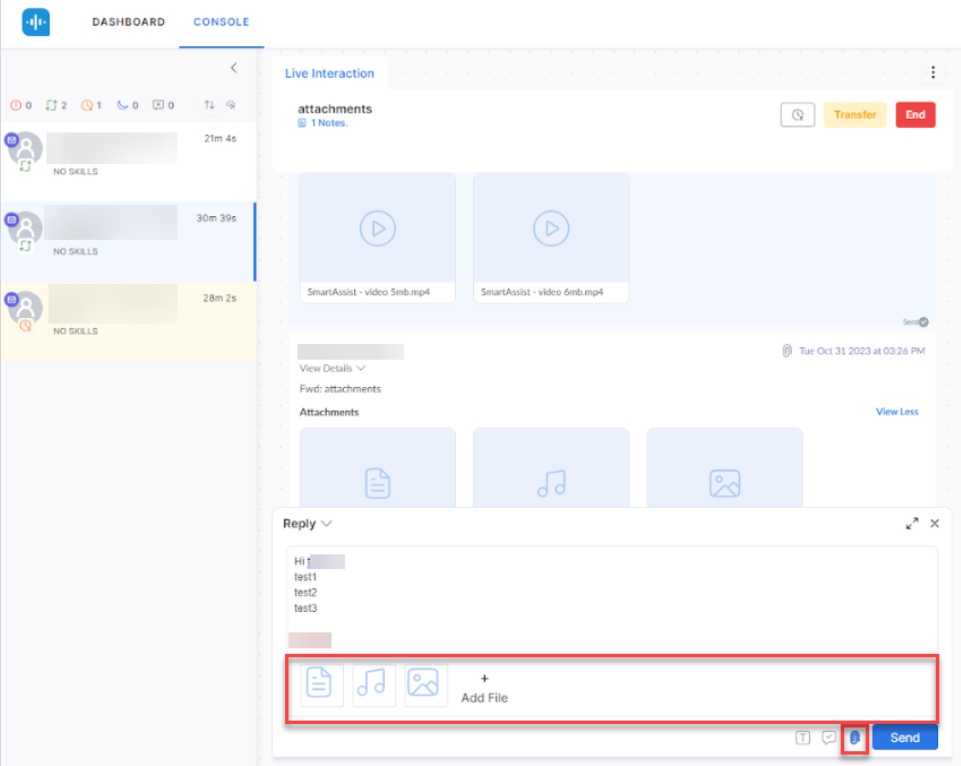 DASHBOARD CONSOLE
0 2 1 0 0
21m 4s
NO SKILLS
30m 39s
NO SKILLS
28m 2s
NO SKILLS
Live Interaction
attachments
1 Notes.
Transfer
End
SmartAssist - video 5mb.mp4
SmartAssist - video 6mb.mp4
Send
Tue Oct 31 2023 at 03:26 PM
View Details
Fwd: attachments
Attachments
View Less
Reply
Hi
test1
test2
test3
+
Add File
T
Send